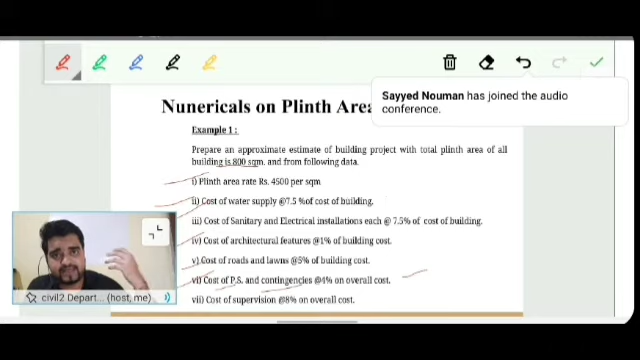 Sayyed Nouman has joined the audio
conference.
Nunericals on Plinth Area
Example 1 :
Prepare an approximate estimate of building project with total plinth area of all
building is 800 sqm, and from following data.
i) Plinth area rate Rs. 4500 per sqm
ii) Cost of water supply @7.5 %of cost of building.
iii) Cost of Sanitary and Electrical installations each @ 7.5% of cost of building.
iv) Cost of architectural features @1% of building cost.
v) Cost of roads and lawns @5% of building cost.
vi) Cost of P.S. and contingencies @4% on overall cost.
vii) Cost of supervision @8% on overall cost.
civil2 Depart... (host, me)